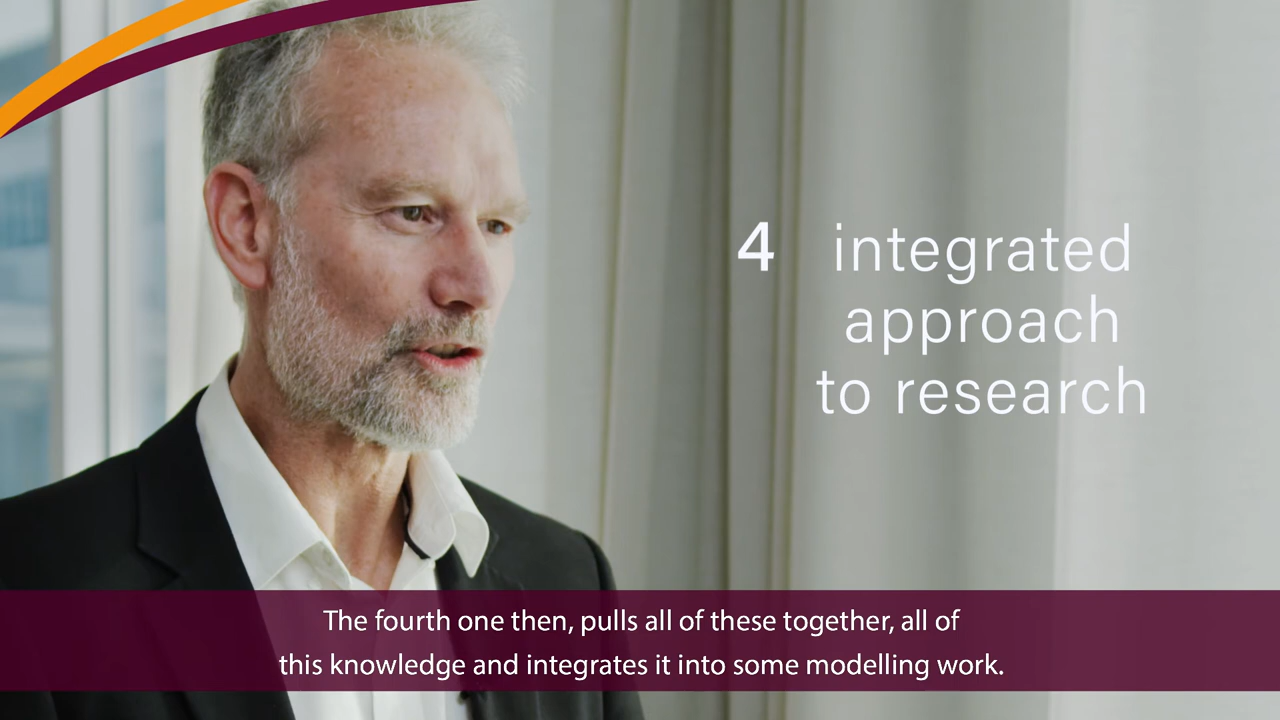 4 integrated
approach
to research
The fourth one then, pulls all of these together, all of
this knowledge and integrates it into some modelling work.